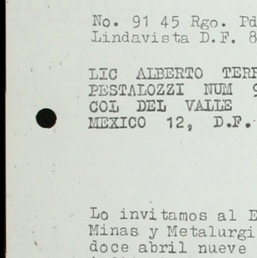 No. 91 45 Rgo. Pd
Lindavista D.F. 8
LIC ALBERTO TERR
PESTALOZZI NUM 9
COL DEL VALLE
MEXICO 12, D.F.
Lo invitamos al E
Minas y Metalurgi
doce abril nueve